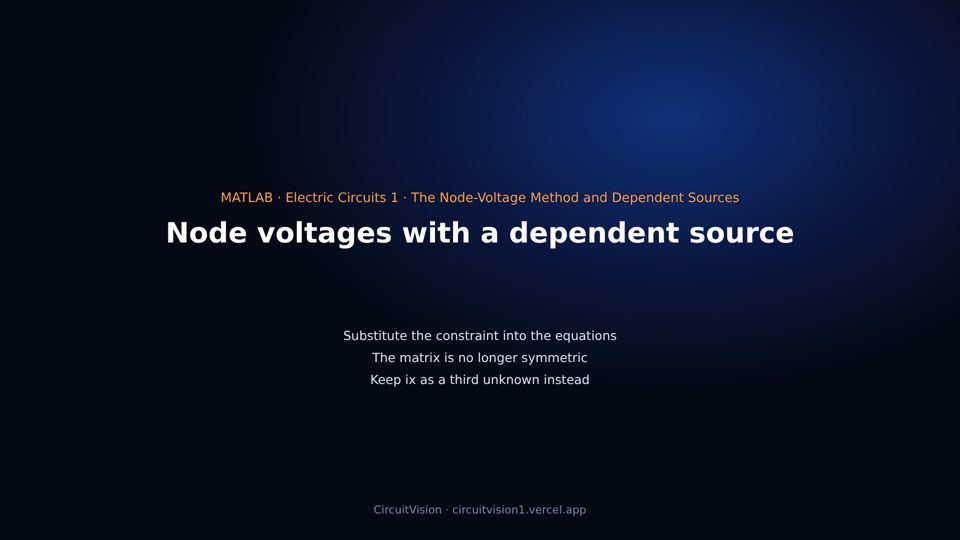 MATLAB · Electric Circuits 1 · The Node-Voltage Method and Dependent Sources
Node voltages with a dependent source
Substitute the constraint into the equations
The matrix is no longer symmetric
Keep ix as a third unknown instead
CircuitVision · circuitvision1.vercel.app